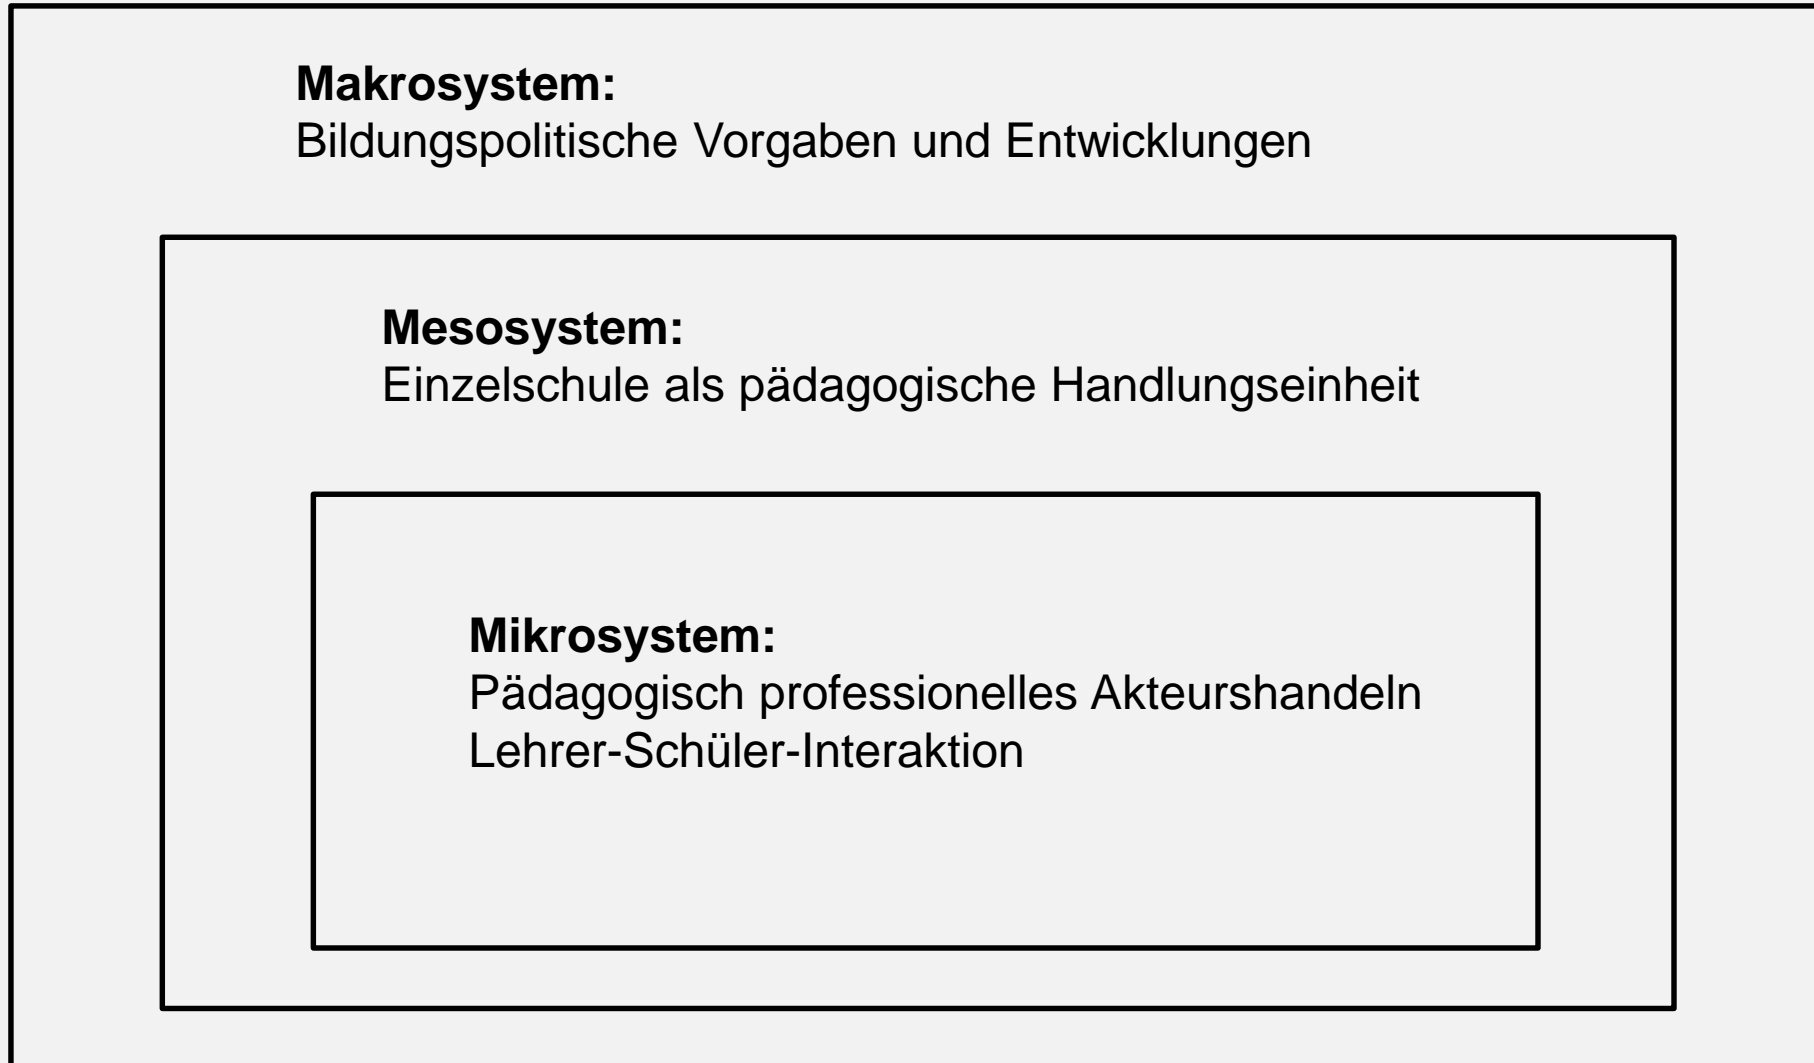 Makrosystem:
Bildungspolitische Vorgaben und Entwicklungen
Mesosystem:
Einzelschule als pädagogische Handlungseinheit
Mikrosystem:
Pädagogisch professionelles Akteurshandeln
Lehrer-Schüler-Interaktion